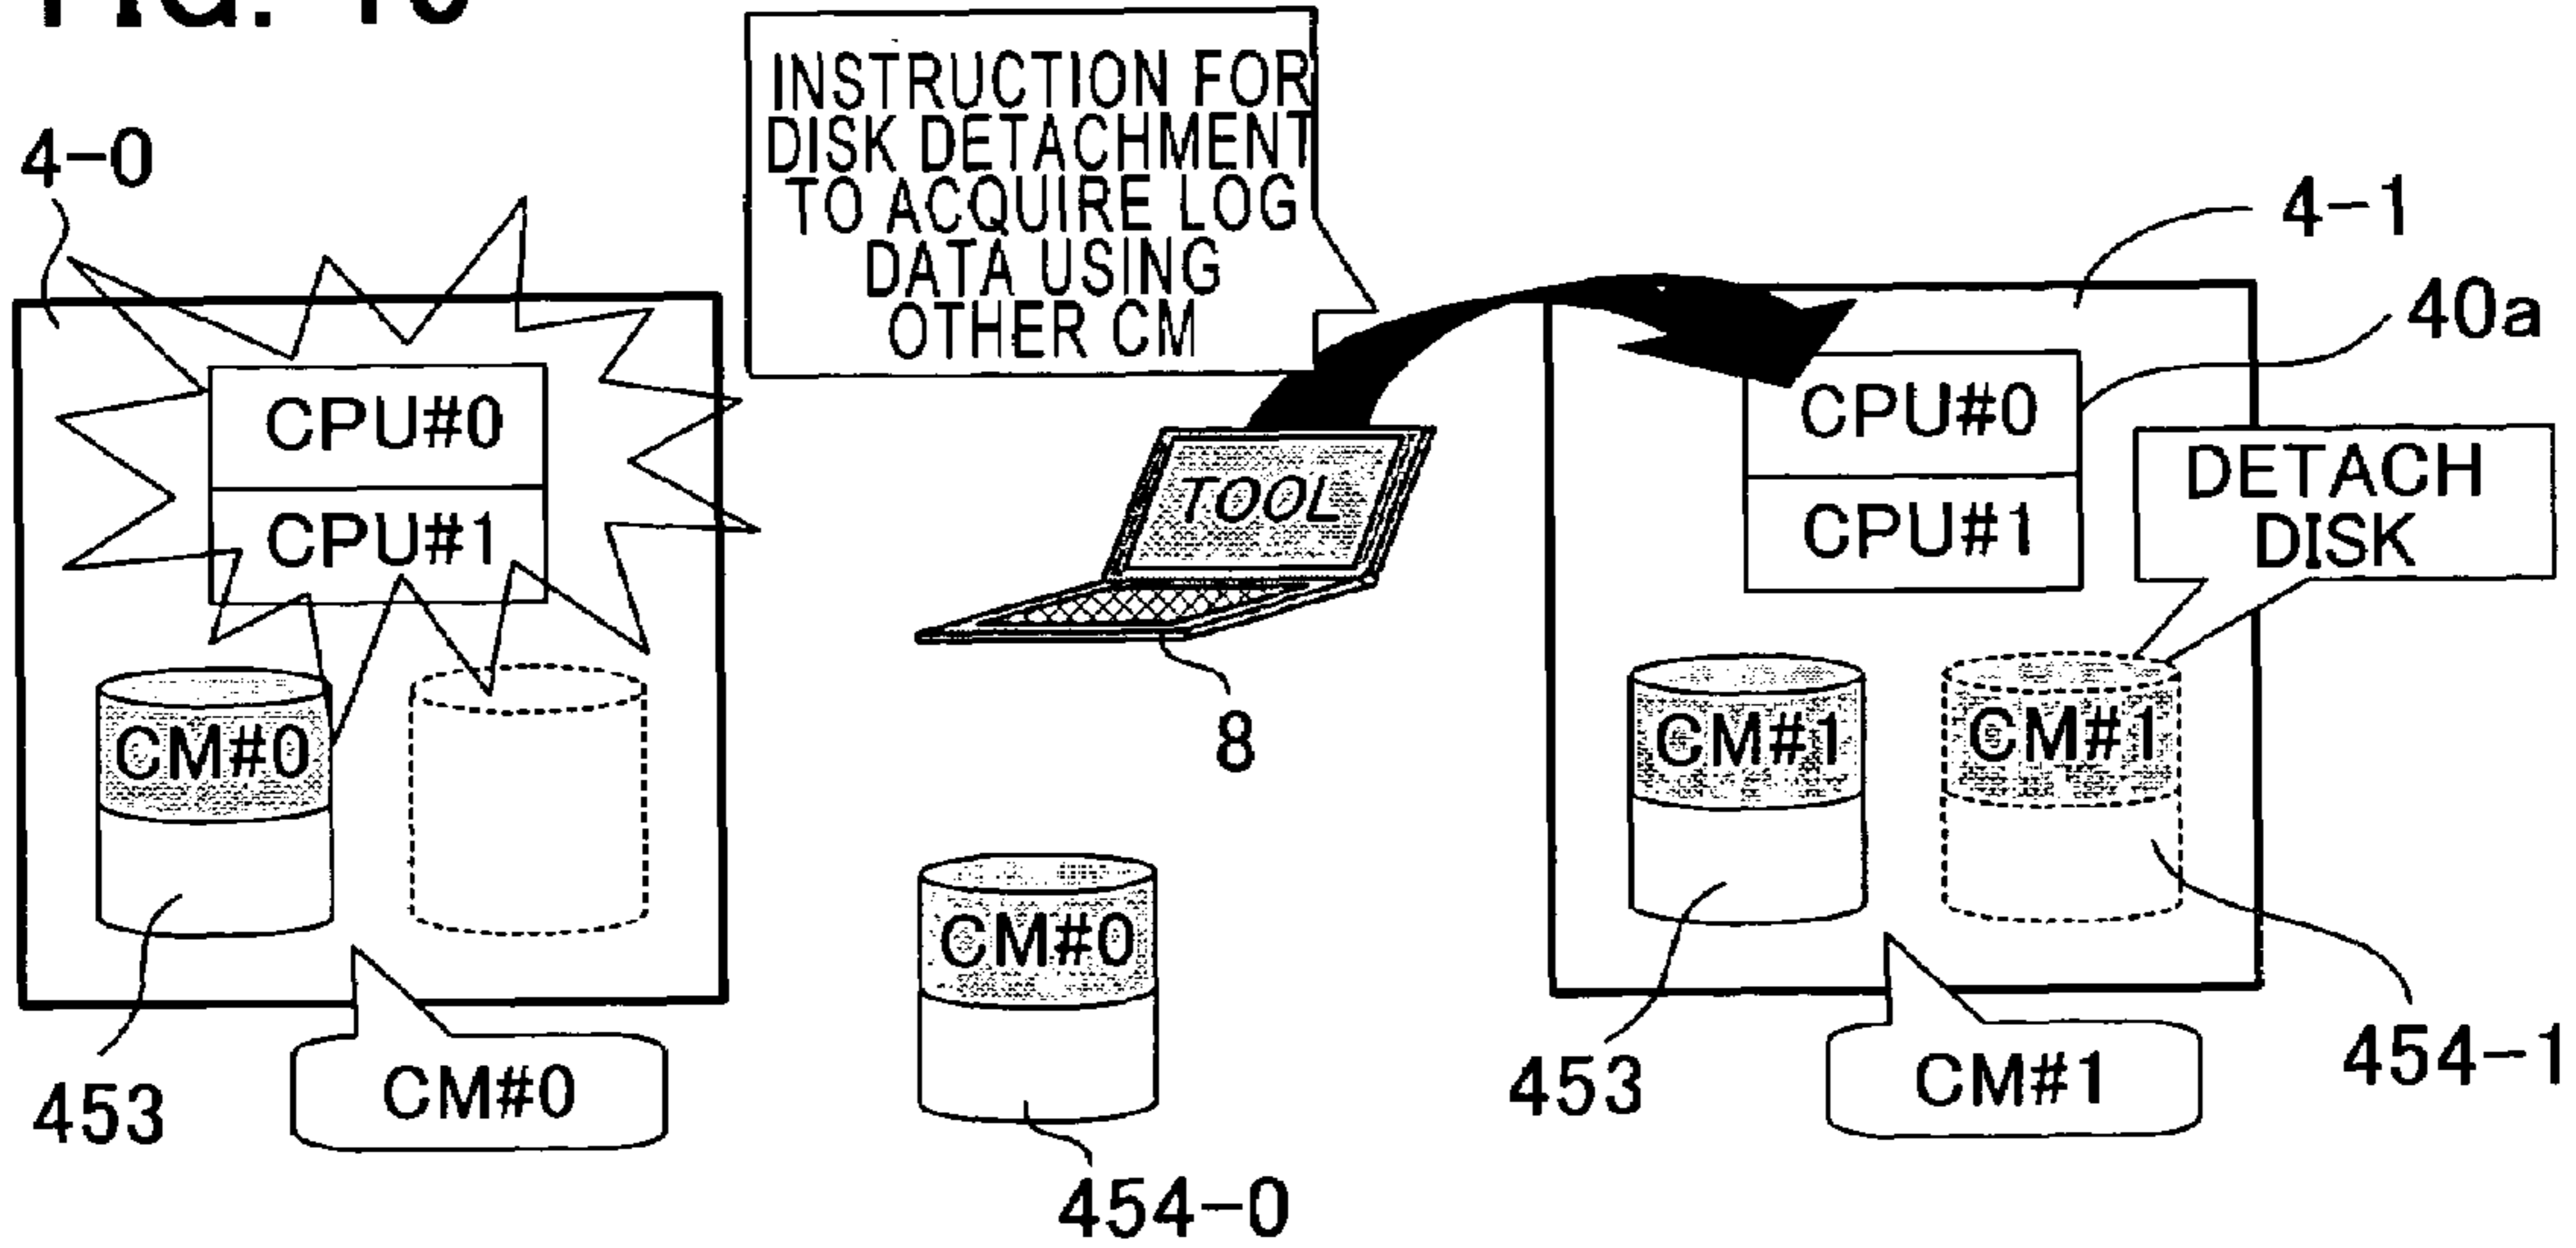 FIG. 10
INSTRUCTION FOR
DISK DETACHMENT
TO ACQUIRE LOG
DATA USING
OTHER CM
4-0
4-1
40a
CPU#0
CPU#1
TOOL
CPU#0
CPU#1
DETACH
DISK
8
CM#0
CM#1
CM#1
CM#0
453
CM#0
454-0
453
CM#1
454-1